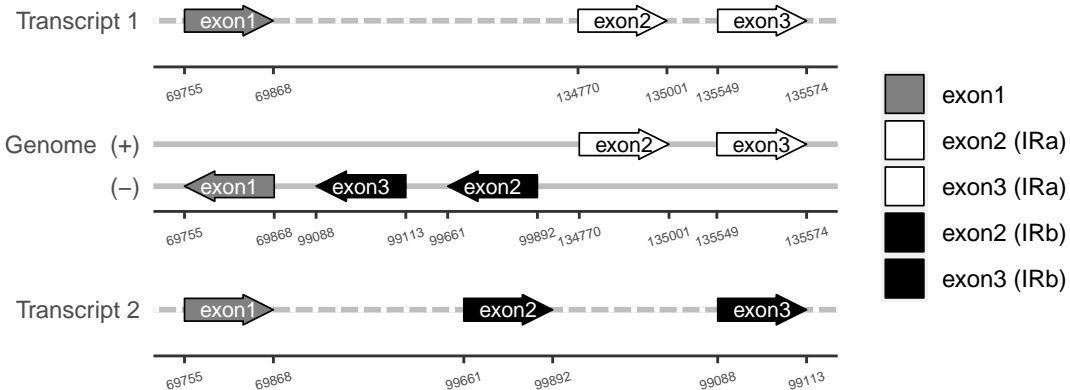 Transcript 1 exon1 exon2 exon3
69755 69868 134770 135001 135549 135574
Genome (+) exon2 exon3
(−) exon1 exon3 exon2
69755 69868 99088 99113 99661 99892 134770 135001 135549 135574
Transcript 2 exon1 exon2 exon3
69755 69868 99661 99892 99088 99113
exon1
exon2 (IRa)
exon3 (IRa)
exon2 (IRb)
exon3 (IRb)